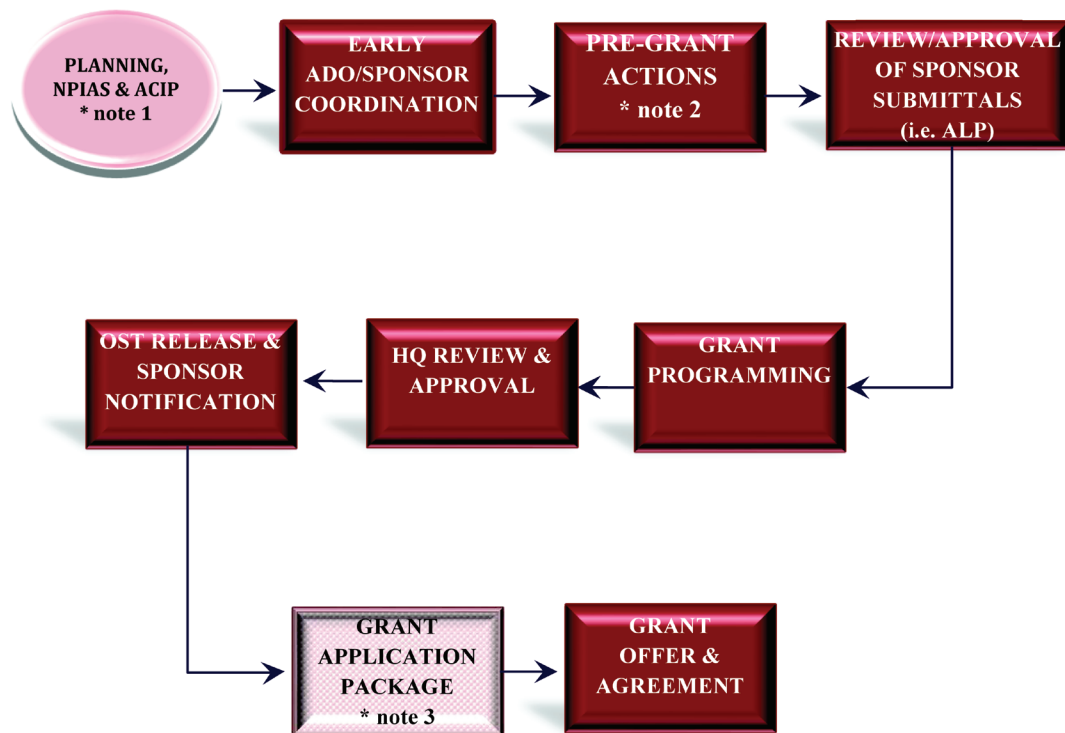 PLANNING,
NPIAS & ACIP
* note 1
EARLY
ADO/SPONSOR
COORDINATION
PRE-GRANT
ACTIONS
* note 2
REVIEW/APPROVAL
OF SPONSOR
SUBMITTALS
(i.e. ALP)
GRANT
PROGRAMMING
HQ REVIEW &
APPROVAL
OST RELEASE &
SPONSOR
NOTIFICATION
GRANT
APPLICATION
PACKAGE
* note 3
GRANT
OFFER &
AGREEMENT